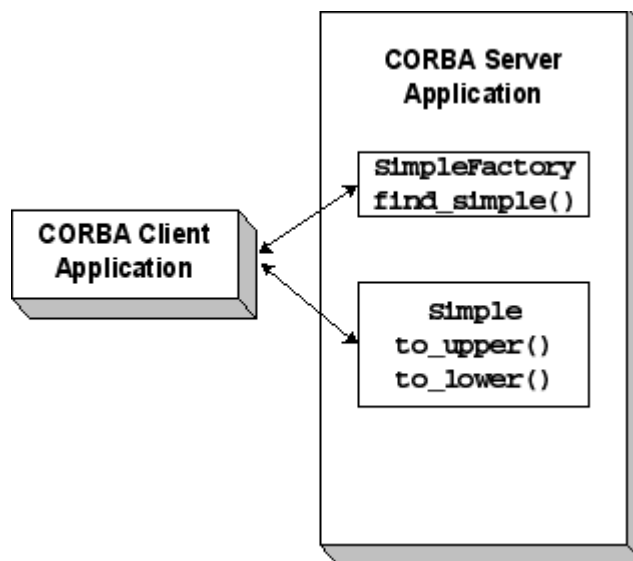 CORBA Server
Application
SimpleFactory
find_simple()
CORBA Client
Application
Simple
to_upper()
to_lower()